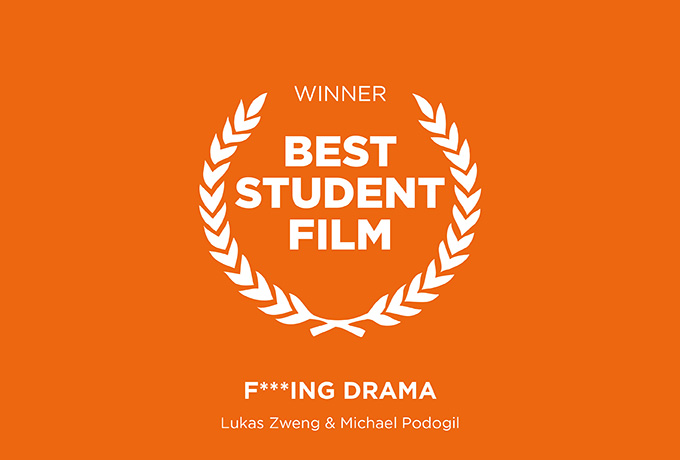 WINNER
BEST
STUDENT
FILM
F***ING DRAMA
Lukas Zweng & Michael Podogil